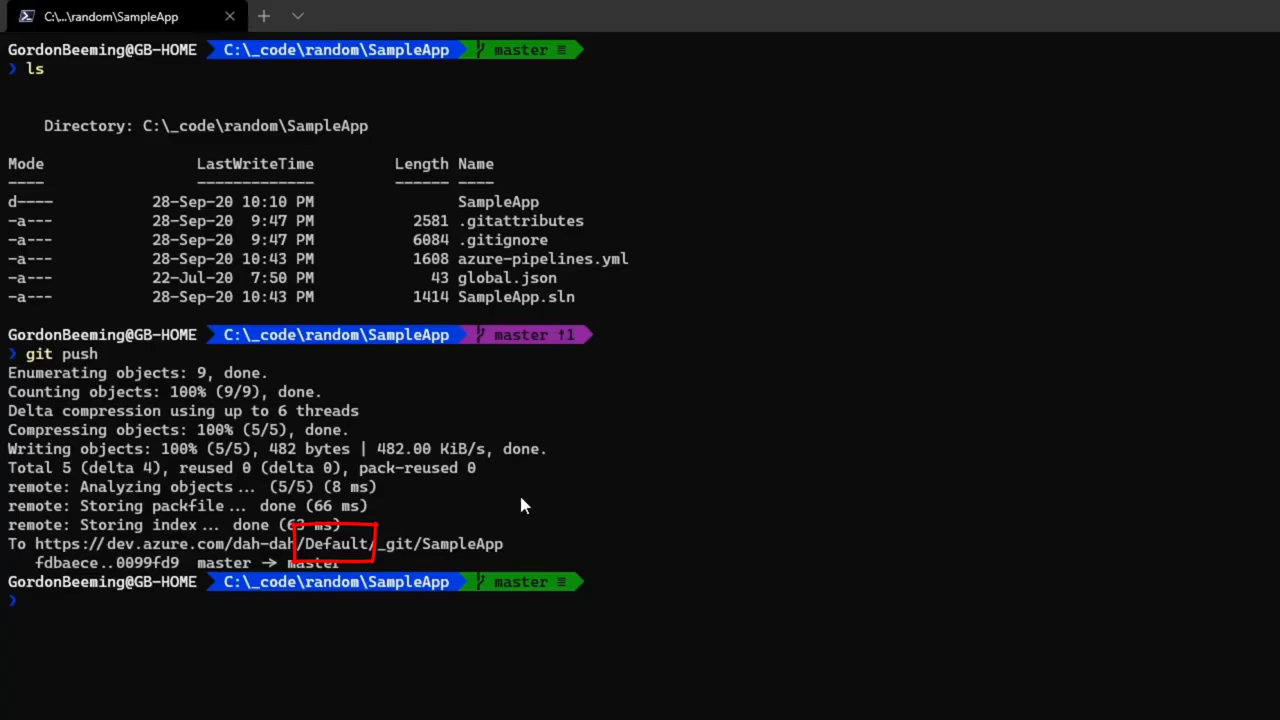 C:\...\random\SampleApp
GordonBeeming@GB-HOME C:\_code\random\SampleApp master ≡
❯ ls
Directory: C:\_code\random\SampleApp
Mode LastWriteTime Length Name
---- ------------- ------ ----
d---- 28-Sep-20 10:10 PM SampleApp
-a--- 28-Sep-20 9:47 PM 2581 .gitattributes
-a--- 28-Sep-20 9:47 PM 6084 .gitignore
-a--- 28-Sep-20 10:43 PM 1608 azure-pipelines.yml
-a--- 22-Jul-20 7:50 PM 43 global.json
-a--- 28-Sep-20 10:43 PM 1414 SampleApp.sln
GordonBeeming@GB-HOME C:\_code\random\SampleApp master ↑1
❯ git push
Enumerating objects: 9, done.
Counting objects: 100% (9/9), done.
Delta compression using up to 6 threads
Compressing objects: 100% (5/5), done.
Writing objects: 100% (5/5), 482 bytes | 482.00 KiB/s, done.
Total 5 (delta 4), reused 0 (delta 0), pack-reused 0
remote: Analyzing objects... (5/5) (8 ms)
remote: Storing packfile... done (66 ms)
remote: Storing index... done (63 ms)
To https://dev.azure.com/dah-dah/Default/_git/SampleApp
fdbaece..0099fd9 master -> master
GordonBeeming@GB-HOME C:\_code\random\SampleApp master ≡
❯